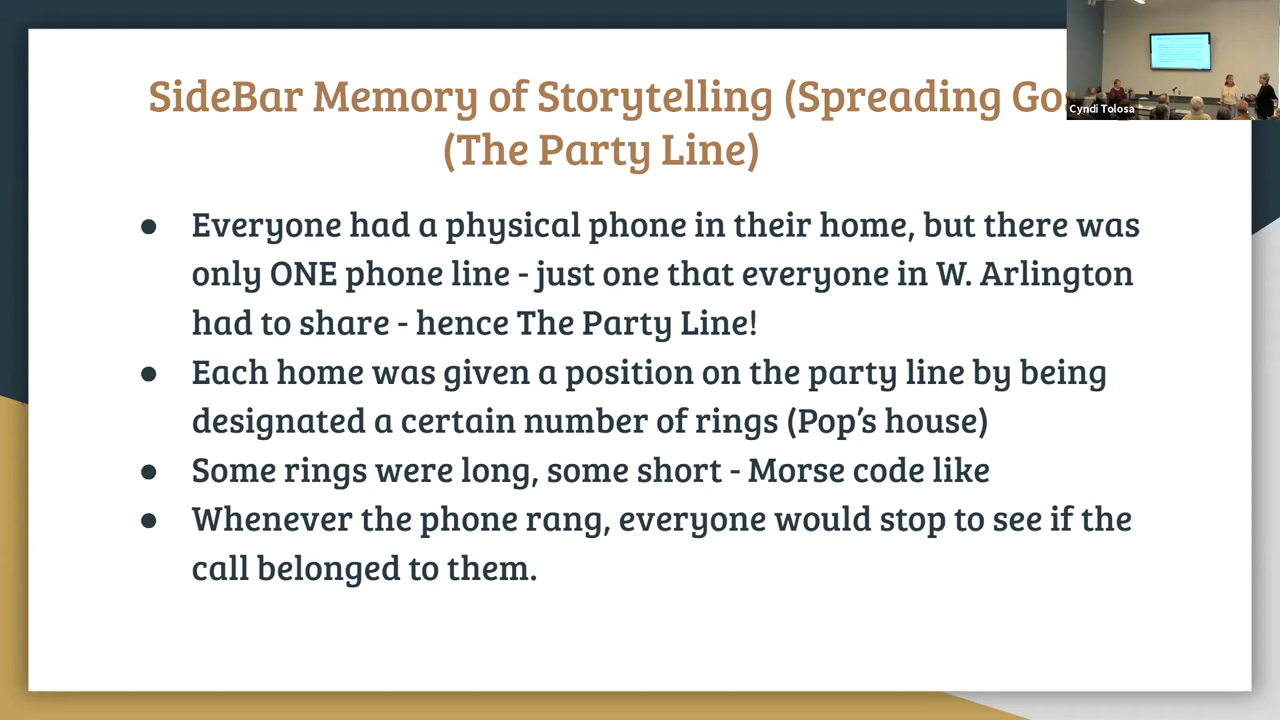 SideBar Memory of Storytelling (Spreading
(The Party Line)
Cyndi Tolosa
● Everyone had a physical phone in their home, but there was
only ONE phone line - just one that everyone in W. Arlington
had to share - hence The Party Line!
● Each home was given a position on the party line by being
designated a certain number of rings (Pop's house)
● Some rings were long, some short - Morse code like
● Whenever the phone rang, everyone would stop to see if the
call belonged to them.